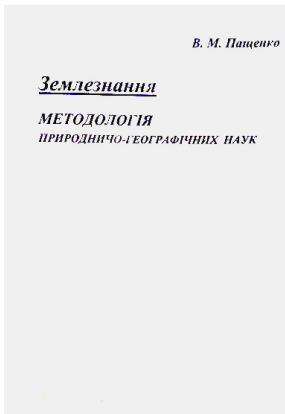 В. М. Пащенко
Землезнання
МЕТОДОЛОГІЯ
ПРИРОДНИЧО-ГЕОГРАФІЧНИХ НАУК